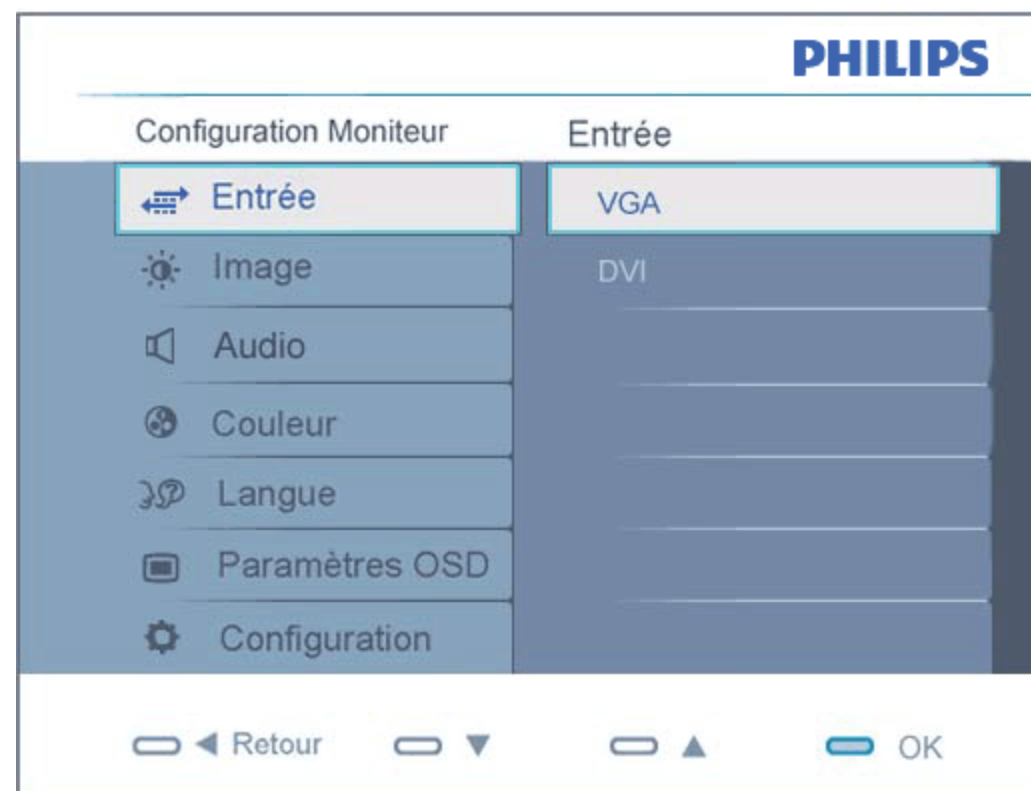 PHILIPS
Configuration Moniteur
Entrée
Entrée
VGA
Image
DVI
Audio
Couleur
Langue
Paramètres OSD
Configuration
Retour
OK